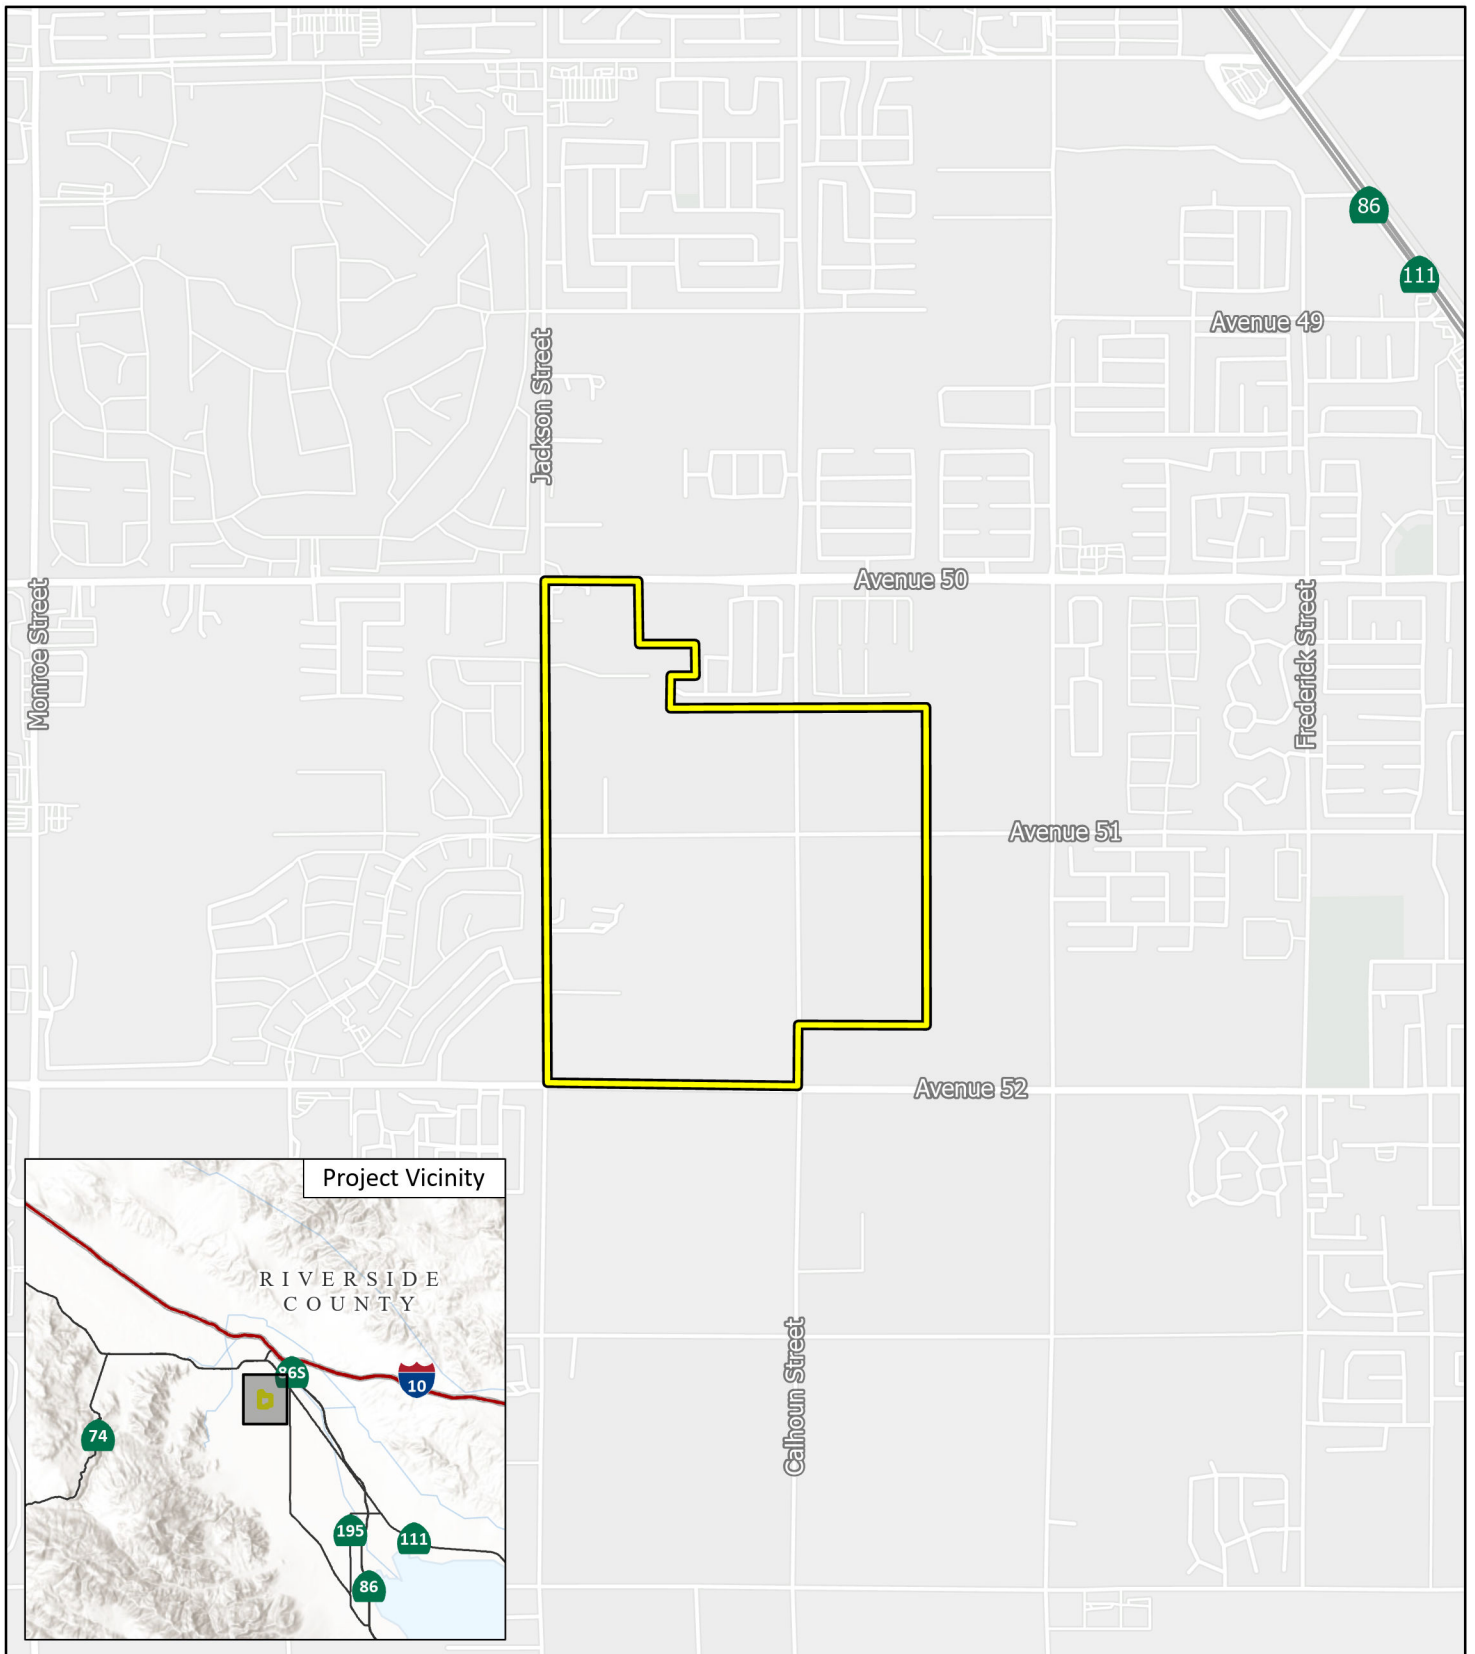 86
111
Avenue 49
Jackson Street
Avenue 50
Monroe Street
Frederick Street
Avenue 51
Avenue 52
Calhoun Street
Project Vicinity
RIVERSIDE
COUNTY
86S
10
74
195
111
86